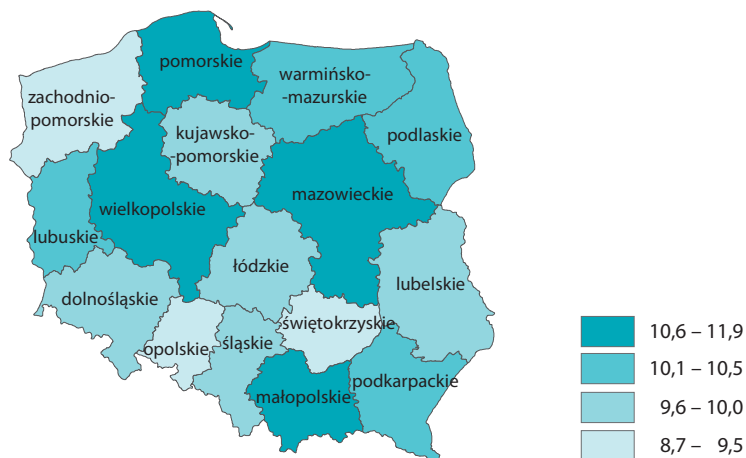 pomorskie
warmińsko-
-mazurskie
zachodnio-
pomorskie
kujawsko-
-pomorskie
podlaskie
mazowieckie
wielkopolskie
lubuskie
łódzkie
lubelskie
dolnośląskie
świętokrzyskie
opolskie
śląskie
podkarpackie
małopolskie
10,6 – 11,9
10,1 – 10,5
9,6 – 10,0
8,7 – 9,5